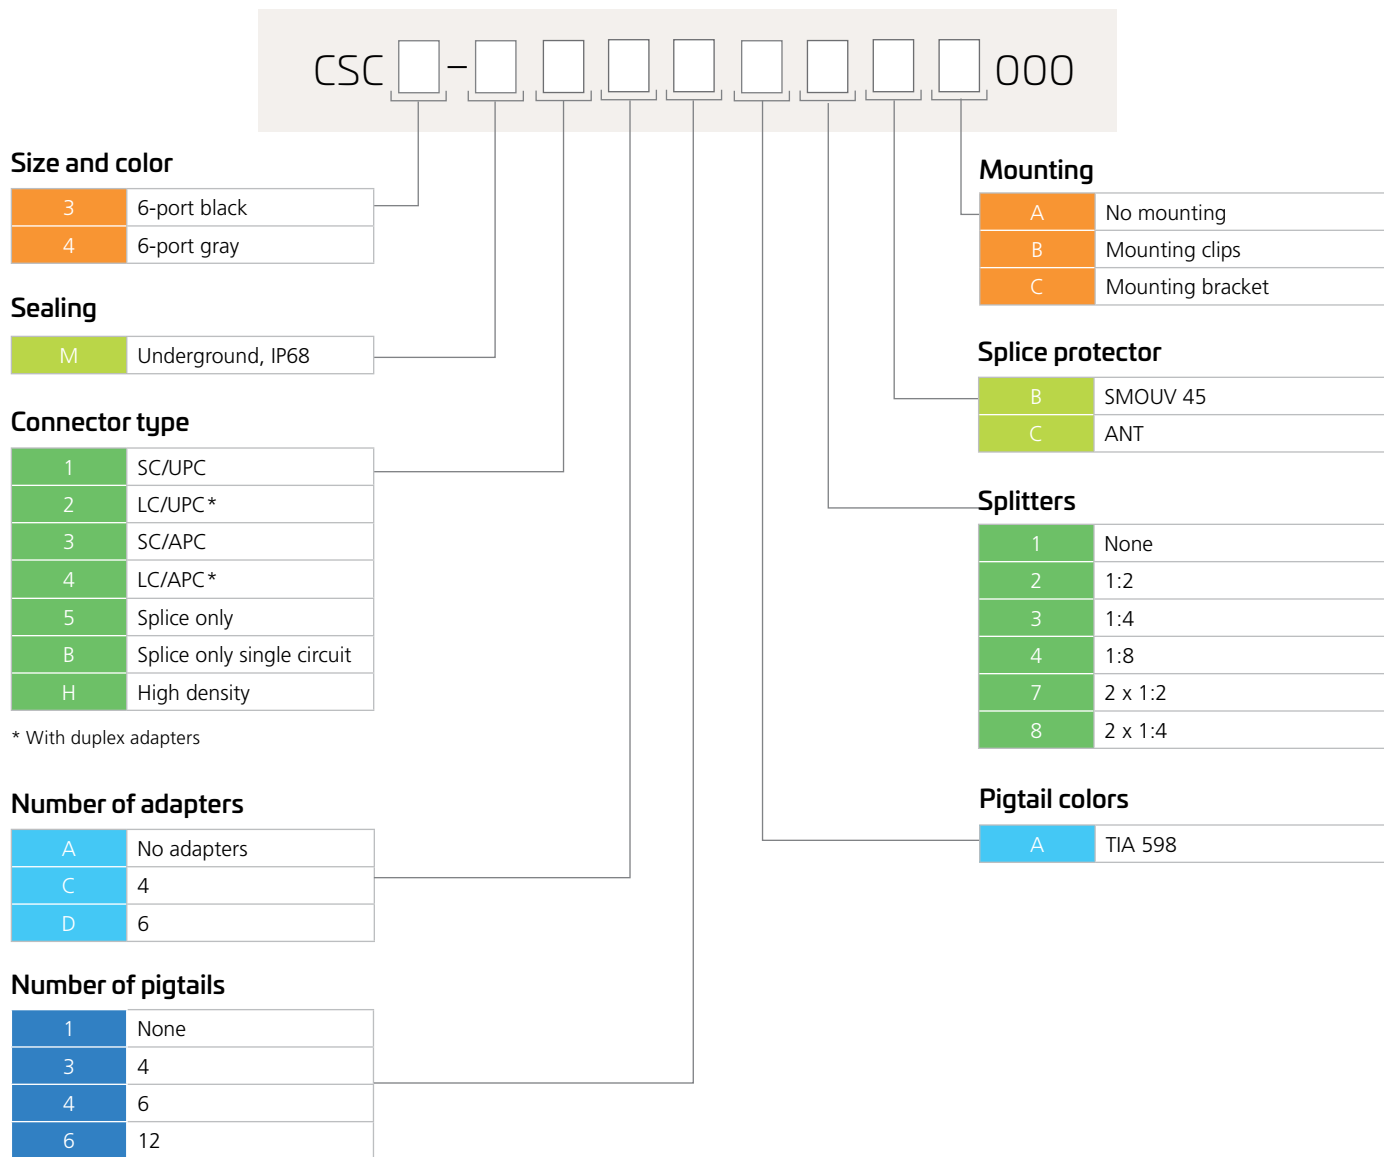 CSC - 000
Size and color
3 6-port black
4 6-port gray
Sealing
M Underground, IP68
Connector type
1 SC/UPC
2 LC/UPC*
3 SC/APC
4 LC/APC*
5 Splice only
B Splice only single circuit
H High density
* With duplex adapters
Number of adapters
A No adapters
C 4
D 6
Number of pigtails
1 None
3 4
4 6
6 12
Mounting
A No mounting
B Mounting clips
C Mounting bracket
Splice protector
B SMOUV 45
C ANT
Splitters
1 None
2 1:2
3 1:4
4 1:8
7 2 x 1:2
8 2 x 1:4
Pigtail colors
A TIA 598